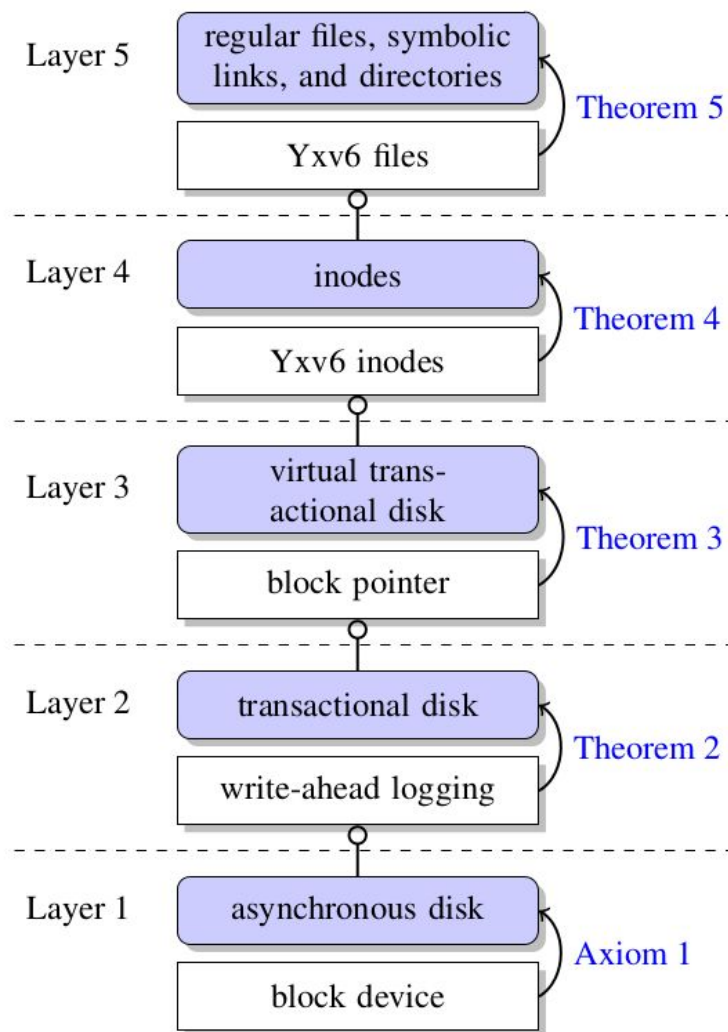 Layer 5
regular files, symbolic
links, and directories
Theorem 5
Yxv6 files
Layer 4
inodes
Theorem 4
Yxv6 inodes
Layer 3
virtual trans-
actional disk
Theorem 3
block pointer
Layer 2
transactional disk
Theorem 2
write-ahead logging
Layer 1
asynchronous disk
Axiom 1
block device